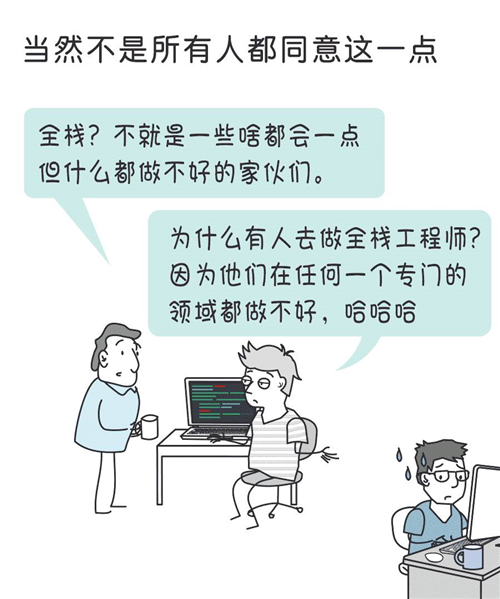 当然不是所有人都同意这一点
全栈？不就是一些啥都会一点
但什么都做不好的家伙们。
为什么有人去做全栈工程师？
因为他们在任何一个专门的
领域都做不好，哈哈哈